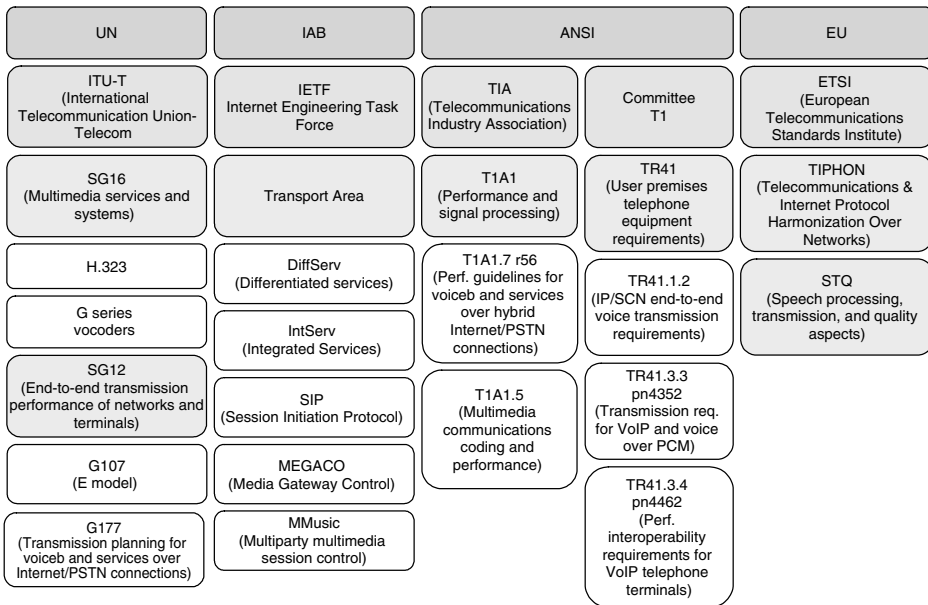 UN
IAB
ANSI
EU
ITU-T
(International
Telecommunication Union-
Telecom
IETF
Internet Engineering Task
Force
TIA
(Telecommunications
Industry Association)
Committee
T1
ETSI
(European
Telecommunications
Standards Institute)
SG16
(Multimedia services and
systems)
Transport Area
T1A1
(Performance and
signal processing)
TR41
(User premises
telephone
equipment
requirements)
TIPHON
(Telecommunications &
Internet Protocol
Harmonization Over
Networks)
H.323
DiffServ
(Differentiated services)
T1A1.7 r56
(Perf. guidelines for
voiceb and services
over hybrid
Internet/PSTN
connections)
TR41.1.2
(IP/SCN end-to-end
voice transmission
requirements)
STQ
(Speech processing,
transmission, and quality
aspects)
G series
vocoders
IntServ
(Integrated Services)
SG12
(End-to-end transmission
performance of networks and
terminals)
SIP
(Session Initiation Protocol)
T1A1.5
(Multimedia
communications
coding and
performance)
TR41.3.3
pn4352
(Transmission req.
for VoIP and voice
over PCM)
G107
(E model)
MEGACO
(Media Gateway Control)
TR41.3.4
pn4462
(Perf.
interoperability
requirements for
VoIP telephone
terminals)
G177
(Transmission planning for
voiceb and services over
Internet/PSTN connections)
MMusic
(Multiparty multimedia
session control)